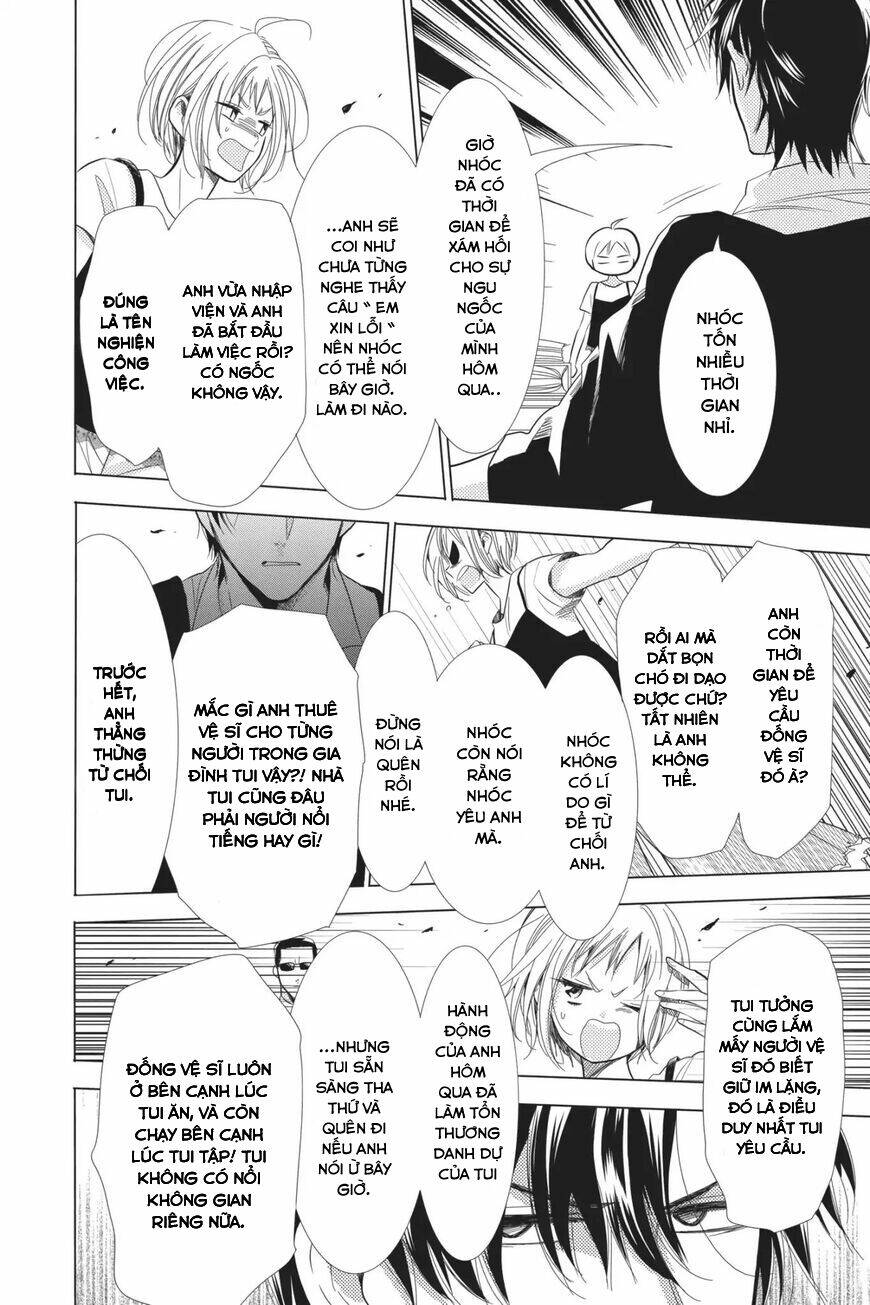 NHÓC
TỐN
NHIỀU
THỜI
GIAN
NHỈ.
GIỜ
NHÓC
ĐÃ CÓ
THỜI
GIAN ĐỂ
XÁM HỐI
CHO SỰ
NGU
NGỐC
CỦA
MÌNH
HÔM
QUA..
...ANH SẼ
COI NHƯ
CHƯA TỪNG
NGHE THẤY
CÂU " EM
XIN LỖI "
NÊN NHÓC
CÓ THỂ NÓI
BÂY GIỜ.
LÀM ĐI NÀO.
ANH VỪA NHẬP
VIỆN VÀ ANH
ĐÃ BẮT ĐẦU
LÀM VIỆC RỒI?
CÓ NGỐC
KHÔNG VẬY.
ĐÚNG
LÀ TÊN
NGHIỆN
CÔNG
VIỆC.
ANH
CÒN
THỜI
GIAN ĐỂ
YÊU
CẦU
ĐỐNG
VỆ SĨ
ĐÓ À?
RỒI AI MÀ
DẮT BỌN
CHÓ ĐI DẠO
ĐƯỢC CHỨ?
TẤT NHIÊN
LÀ ANH
KHÔNG
THỂ.
NHÓC
KHÔNG
CÓ LÍ
DO GÌ
ĐỂ TỪ
CHỐI
ANH.
NHÓC
CÒN NÓI
RẰNG
NHÓC
YÊU ANH
MÀ.
ĐỪNG
NÓI LÀ
QUÊN
RỒI
NHÉ.
MẮC GÌ ANH THUÊ
VỆ SĨ CHO TỪNG
NGƯỜI TRONG GIA
ĐÌNH TUI VẬY?! NHÀ
TUI CŨNG ĐÂU
PHẢI NGƯỜI NỔI
TIẾNG HAY GÌ!
TRƯỚC
HẾT,
ANH
THẲNG
THỪNG
TỪ CHỐI
TUI.
TUI TƯỞNG
CÙNG LẮM
MẤY NGƯỜI VỆ
SĨ ĐÓ BIẾT
GIỮ IM LẶNG,
ĐÓ LÀ ĐIỀU
DUY NHẤT TUI
YÊU CẦU.
HÀNH
ĐỘNG
CỦA ANH
HÔM
QUA ĐÃ
LÀM TỔN
THƯƠNG
DANH DỰ
CỦA TUI
...NHƯNG
TUI SẴN
SÀNG THA
THỨ VÀ
QUÊN ĐI
NẾU ANH
NÓI Ừ BÂY
GIỜ.
ĐỐNG VỆ SĨ LUÔN
Ở BÊN CẠNH LÚC
TUI ĂN, VÀ CÒN
CHẠY BÊN CẠNH
LÚC TUI TẬP! TUI
KHÔNG CÓ NỔI
KHÔNG GIAN
RIÊNG NỮA.